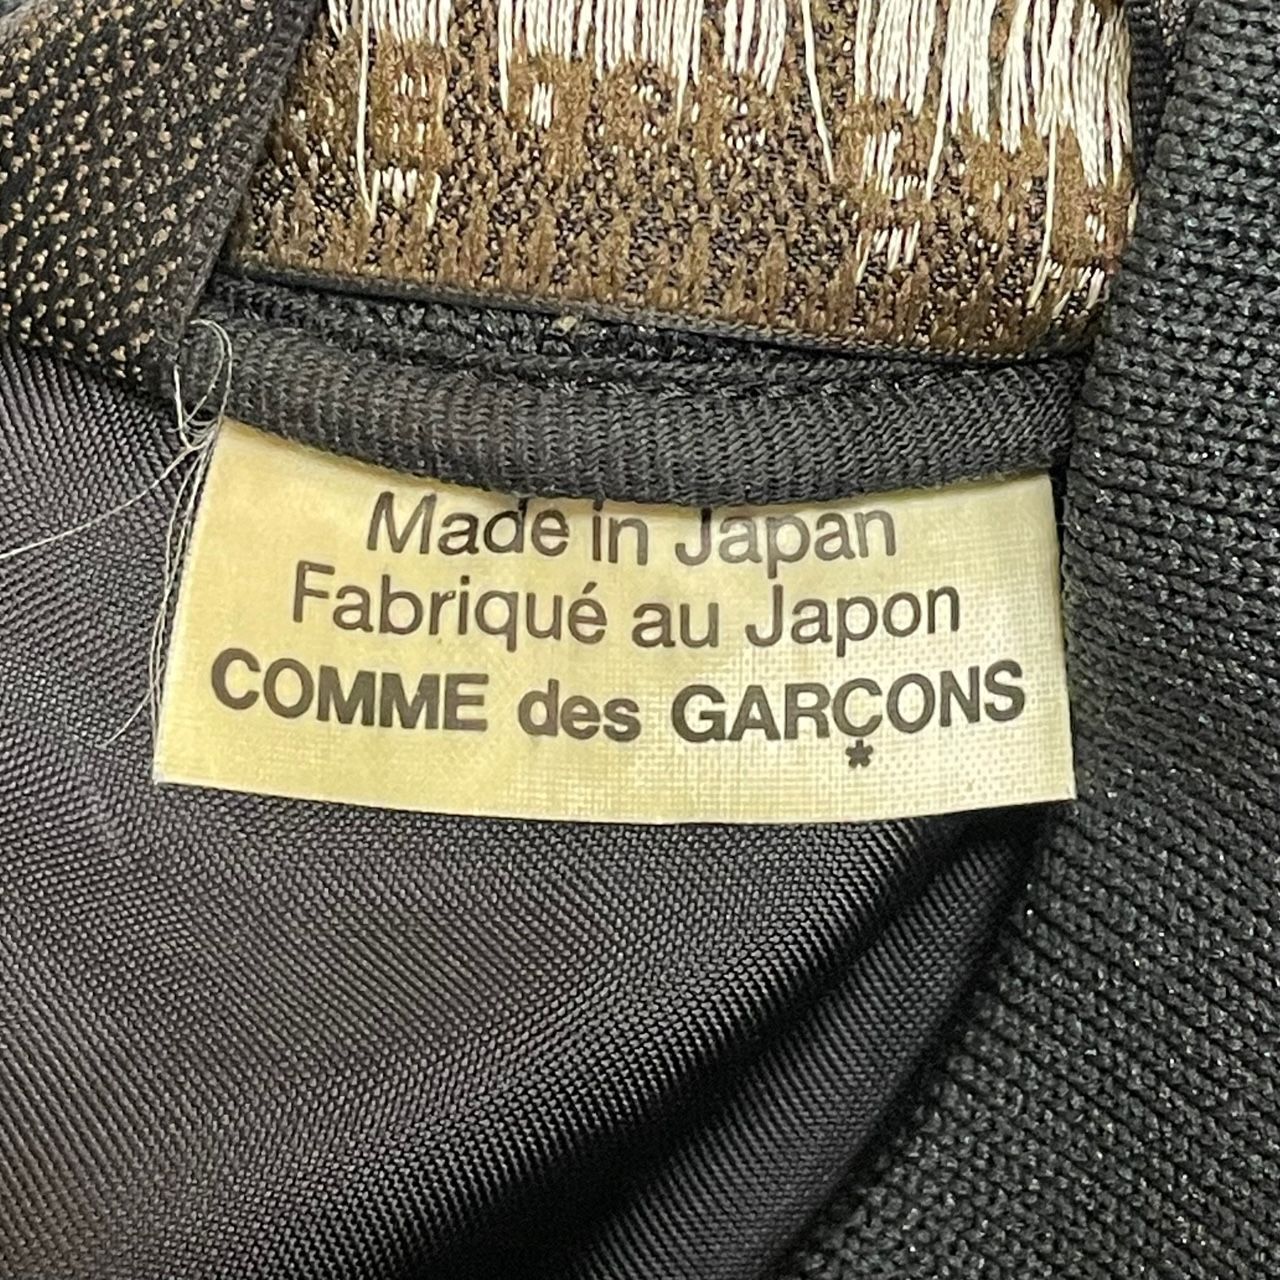 Made in Japan
Fabriqué au Japon
COMME des GARÇONS
*